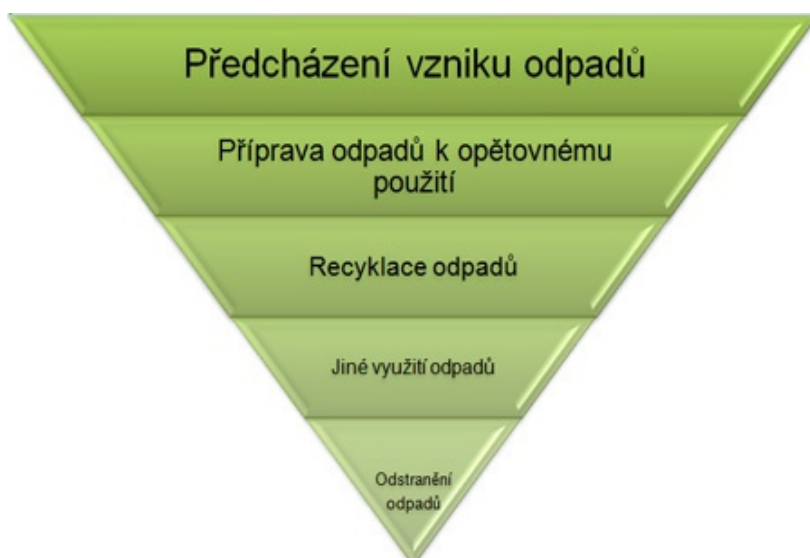 Předcházení vzniku odpadů
Příprava odpadů k opětovnému
použití
Recyklace odpadů
Jiné využití odpadů
Odstranění
odpadů